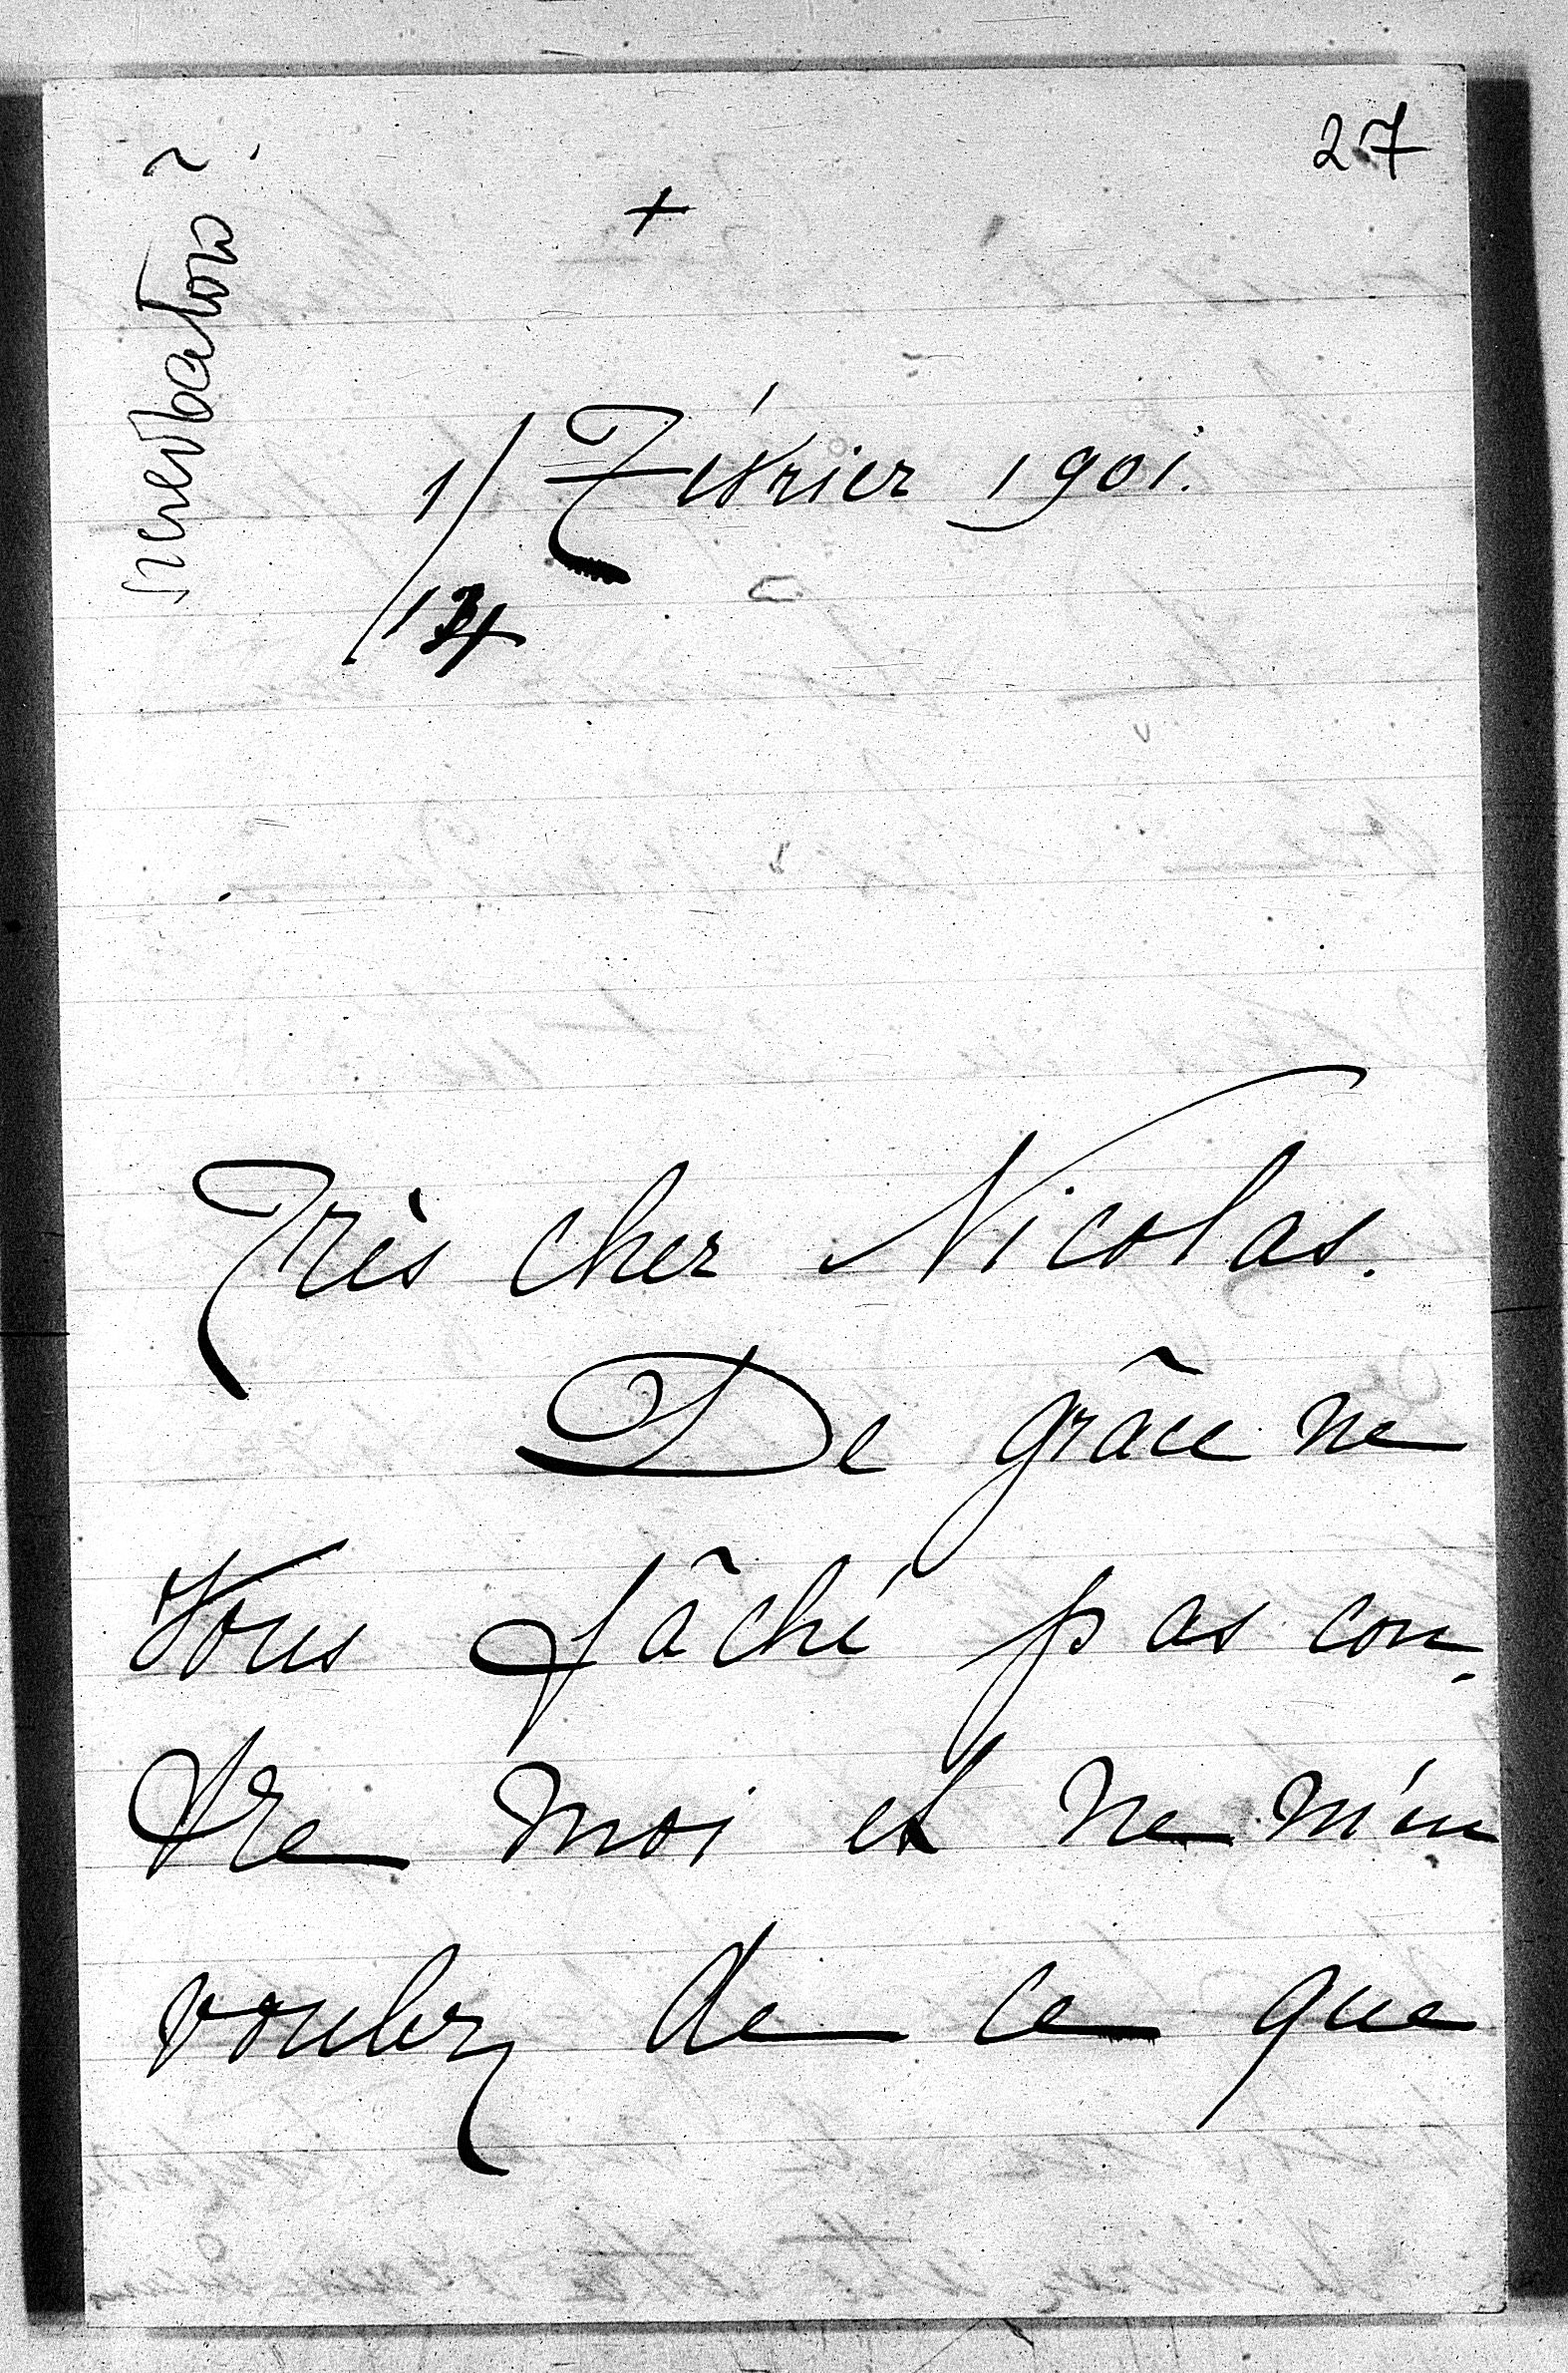 27
+
1/ Février 1901.
/14
Très cher Nicolas.
De grâce ne
Vous fâché pas con-
tre moi et ne m'en
voulez de ce que